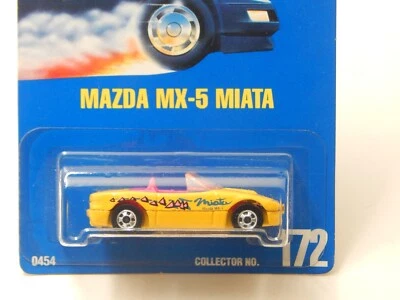 MAZDA MX-5 MIATA
Miata
0454
COLLECTOR NO.
172